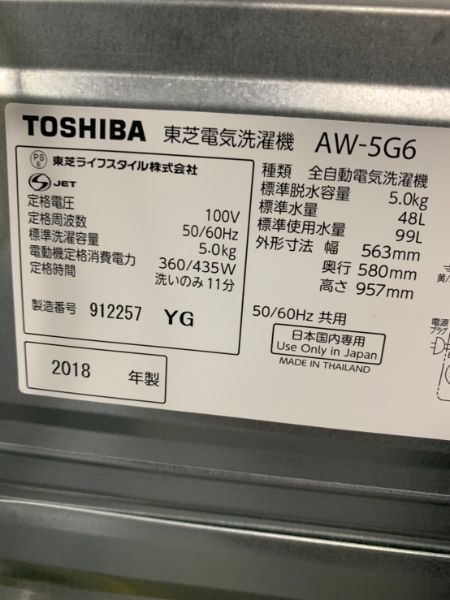 TOSHIBA 東芝電気洗濯機 AW-5G6
PS
E
東芝ライフスタイル株式会社
S JET
定格電圧 100V
定格周波数 50/60Hz
標準洗濯容量 5.0kg
電動機定格消費電力 360/435W
定格時間 洗いのみ 11分
製造番号 912257 YG
2018 年製
種類 全自動電気洗濯機
標準脱水容量 5.0kg
標準水量 48L
標準使用水量 99L
外形寸法 幅 563mm
奥行 580mm
高さ 957mm
50/60Hz 共用
日本国内専用
Use Only in Japan
MADE IN THAILAND
黄/
電源
プラグ